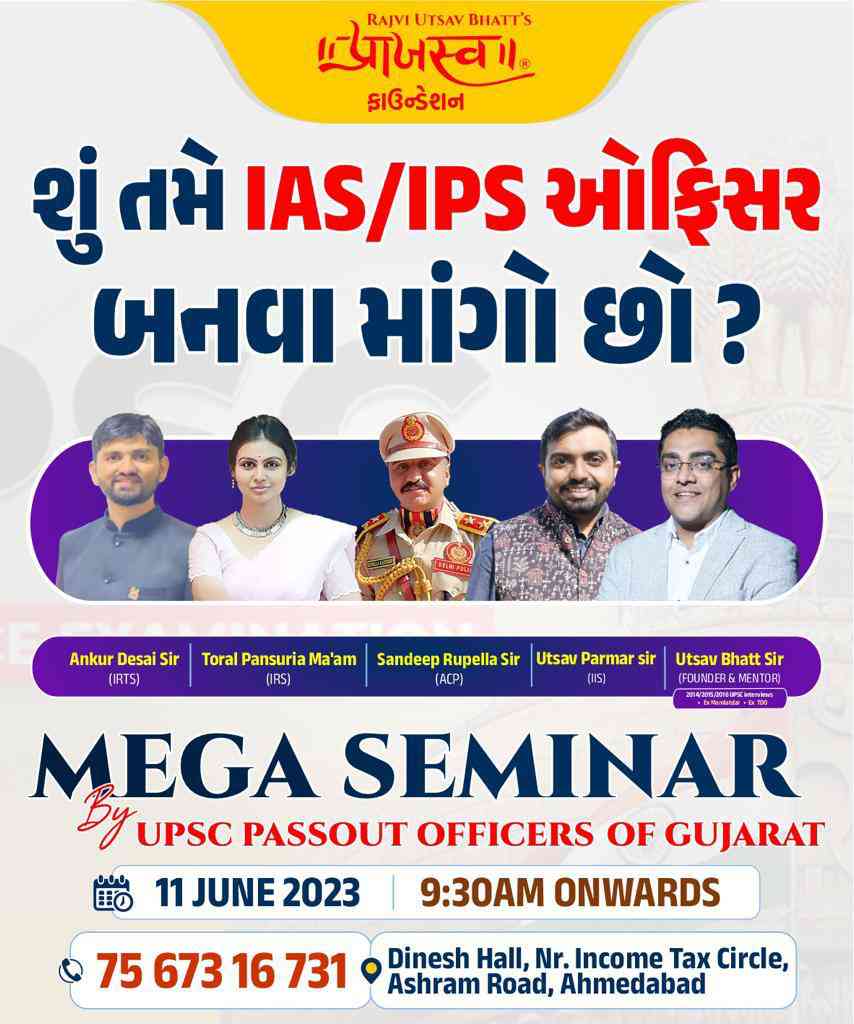 RAJVI UTSAV BHATT'S
॥પ્રાખસ્વ॥®
ફાઉન્ડેશન
શું તમે IAS/IPS ઓફિસર
બનવા માંગો છો ?
DELHI POLICE
Ankur Desai Sir
(IRTS)
Toral Pansuria Ma'am
(IRS)
Sandeep Rupella Sir
(ACP)
Utsav Parmar sir
(IIS)
Utsav Bhatt Sir
(FOUNDER & MENTOR)
2014/2015/2016 UPSC interviews
• Ex Mamlatdar • Ex TDO
MEGA SEMINAR
By UPSC PASSOUT OFFICERS OF GUJARAT
11 JUNE 2023 | 9:30AM ONWARDS
75 673 16 731
Dinesh Hall, Nr. Income Tax Circle,
Ashram Road, Ahmedabad